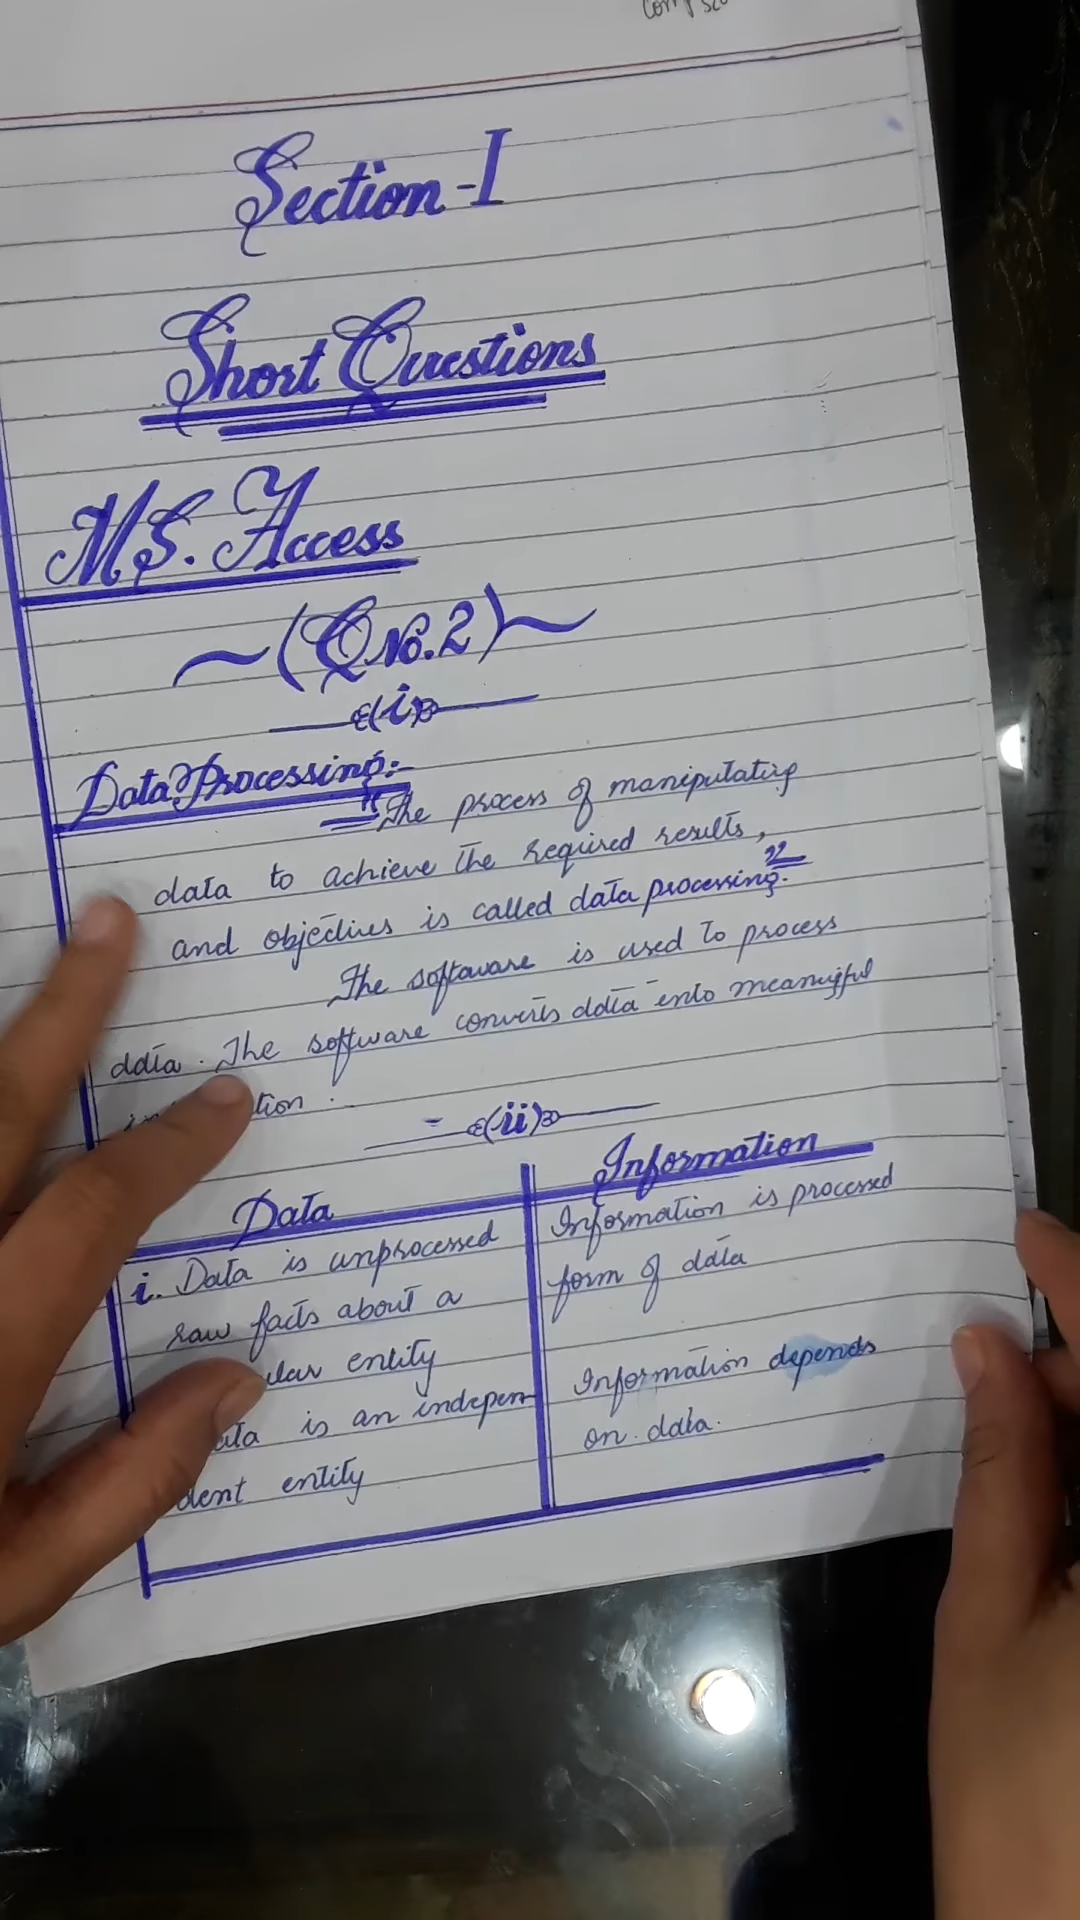 Comp sci
Section-I
Short Questions
M.S. Access
~(Q No. 2)~
(i)
Data Processing:-
"The process of maniputating
data to achieve the required results,
and objectives is called data processing."
The software is used to process
data. The software converts data into meaningful
tion.
(ii)
Data Information
i. Data is unprocessed
raw facts about a
entity
is an indepen-
dent entity
Information is processed
form of data
Information depends
on data.